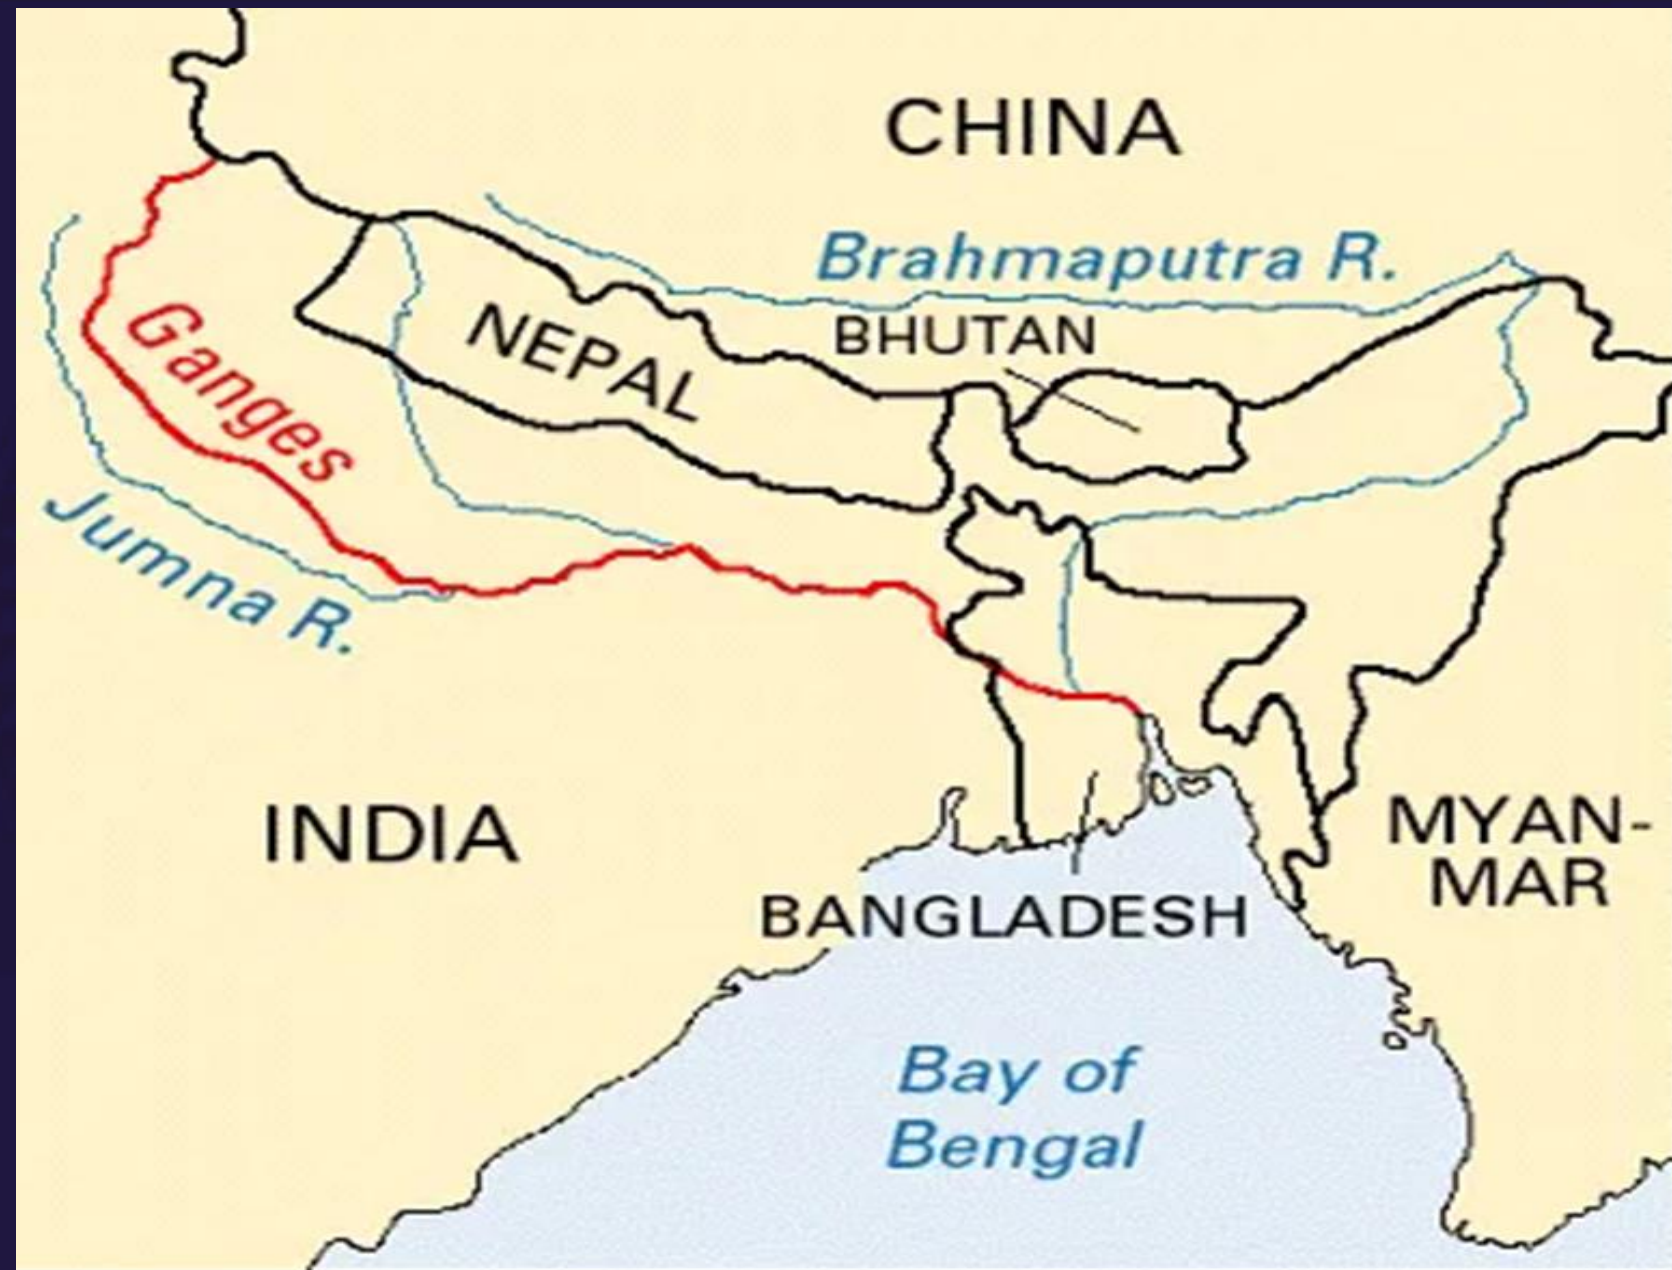 CHINA
Brahmaputra R.
BHUTAN
NEPAL
Ganges
Jumna R.
INDIA
MYAN-
MAR
BANGLADESH
Bay of
Bengal